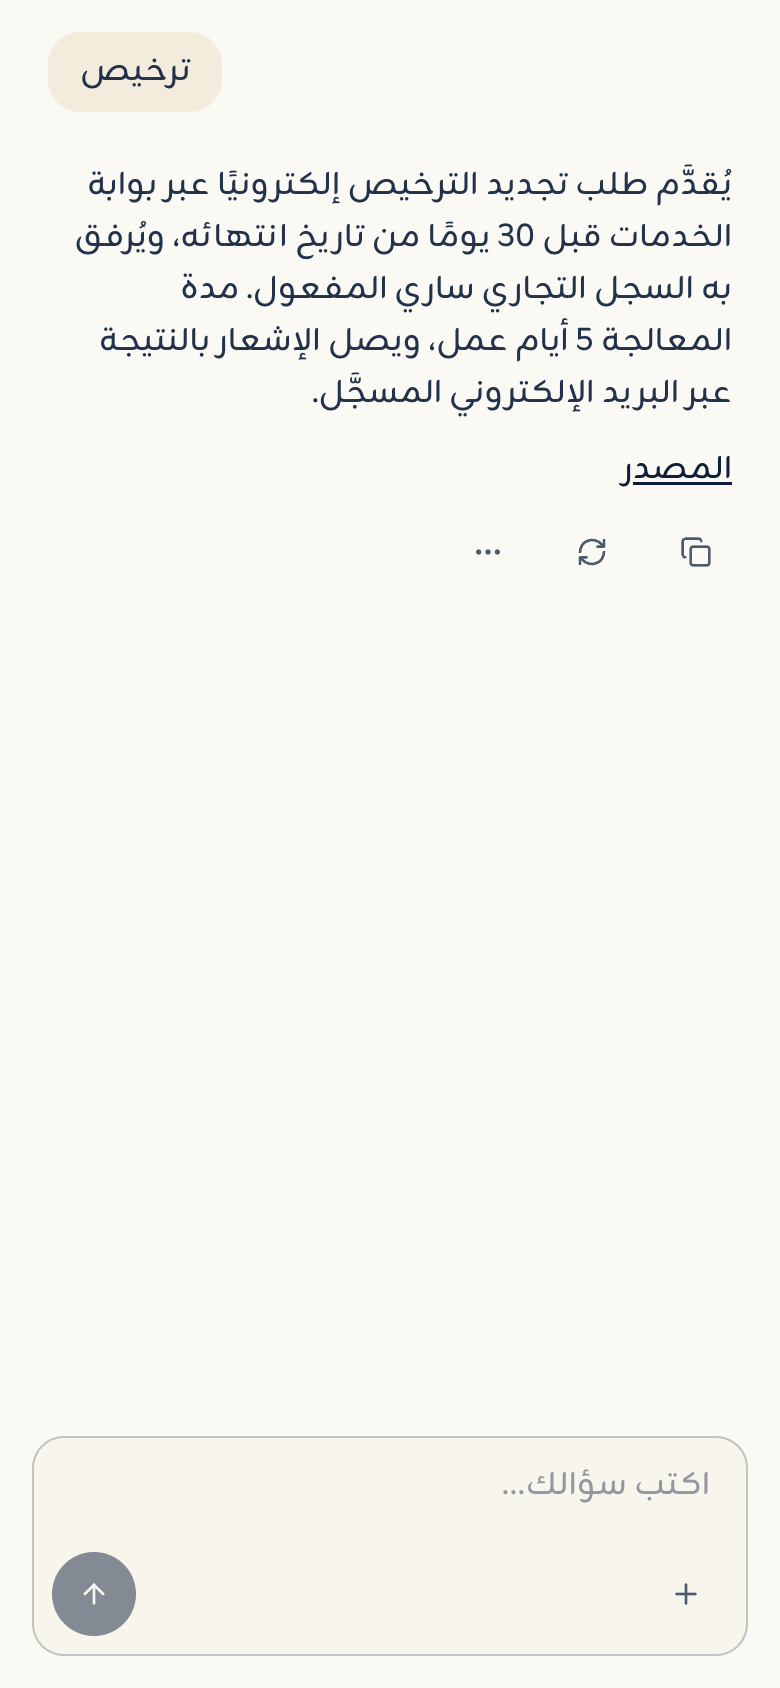 ترخيص
يُقدَّم طلب تجديد الترخيص إلكترونيًا عبر بوابة
الخدمات قبل 30 يومًا من تاريخ انتهائه، ويُرفق
به السجل التجاري ساري المفعول. مدة
المعالجة 5 أيام عمل، ويصل الإشعار بالنتيجة
عبر البريد الإلكتروني المسجَّل.
المصدر
اكتب سؤالك...